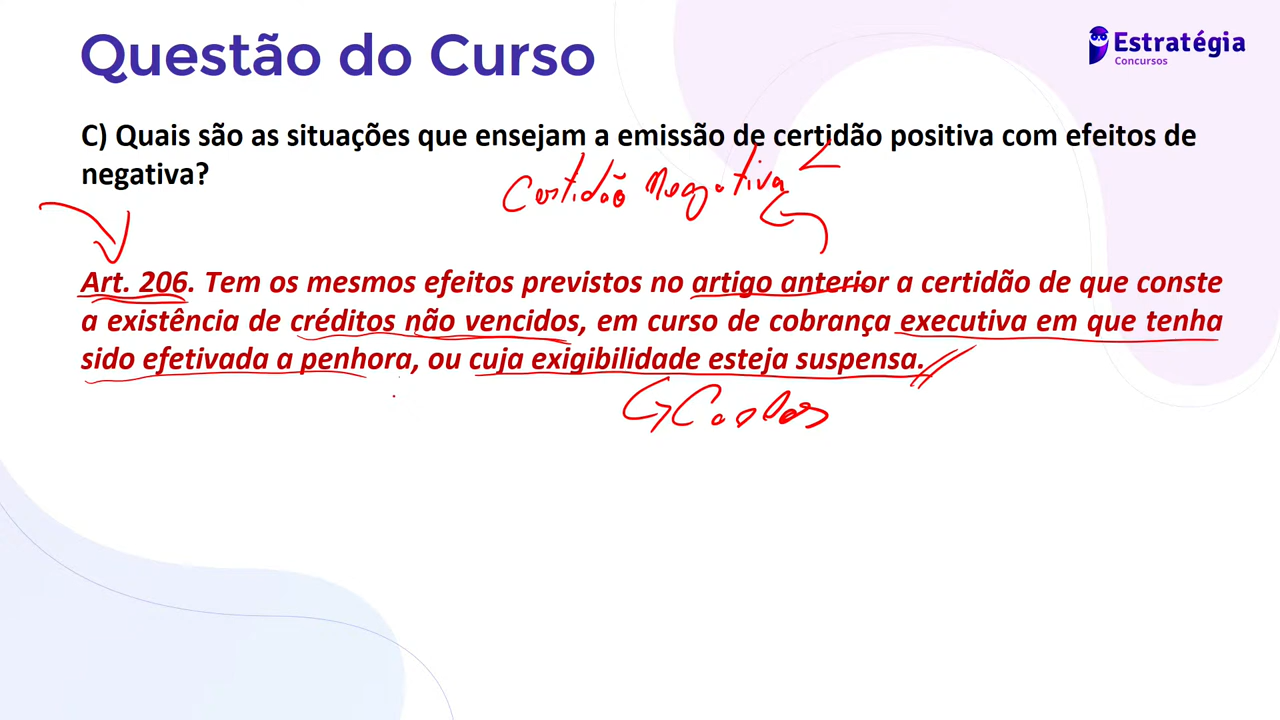 Questão do Curso
Estratégia
Concursos
C) Quais são as situações que ensejam a emissão de certidão positiva com efeitos de
negativa?
Certidão Negativa
Art. 206. Tem os mesmos efeitos previstos no artigo anterior a certidão de que conste
a existência de créditos não vencidos, em curso de cobrança executiva em que tenha
sido efetivada a penhora, ou cuja exigibilidade esteja suspensa.